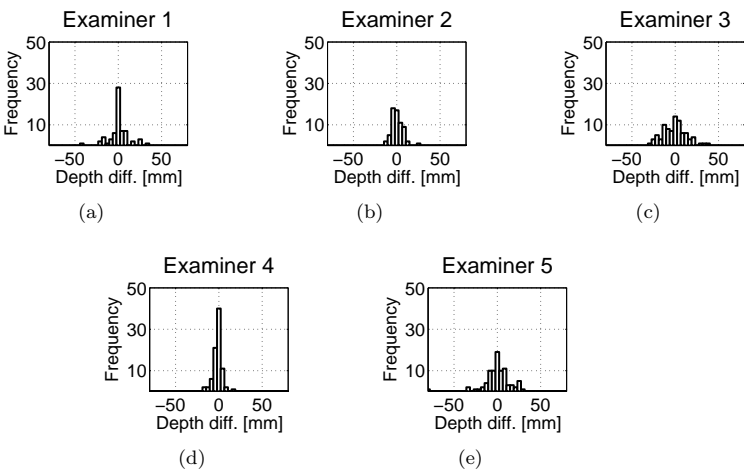 Examiner 1
Examiner 2
Examiner 3
50
30
10
Frequency
−50 0 50
Depth diff. [mm]
(a)
50
30
10
Frequency
−50 0 50
Depth diff. [mm]
(b)
50
30
10
Frequency
−50 0 50
Depth diff. [mm]
(c)
Examiner 4
Examiner 5
50
30
10
Frequency
−50 0 50
Depth diff. [mm]
(d)
50
30
10
Frequency
−50 0 50
Depth diff. [mm]
(e)